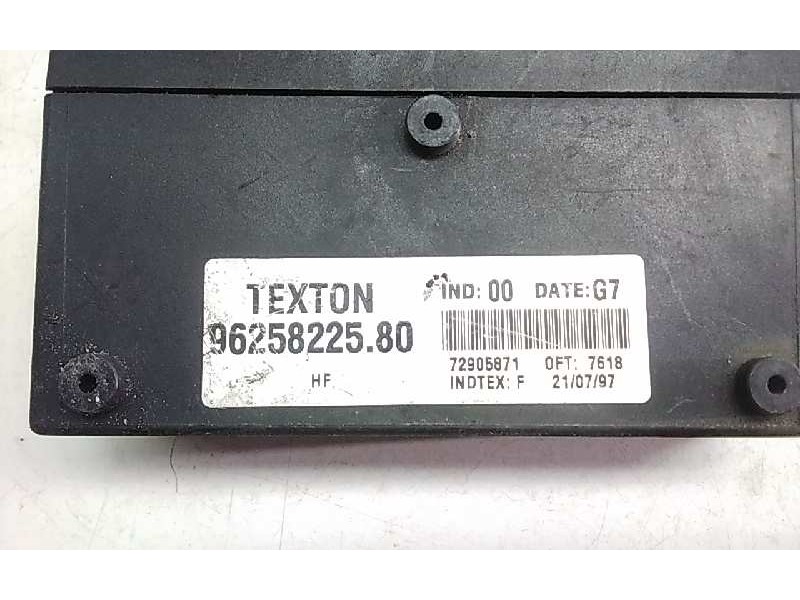 TEXTON
96258225.80
HF
IND: 00 DATE: G7
72905871 OFT: 7618
INDTEX: F 21/07/97